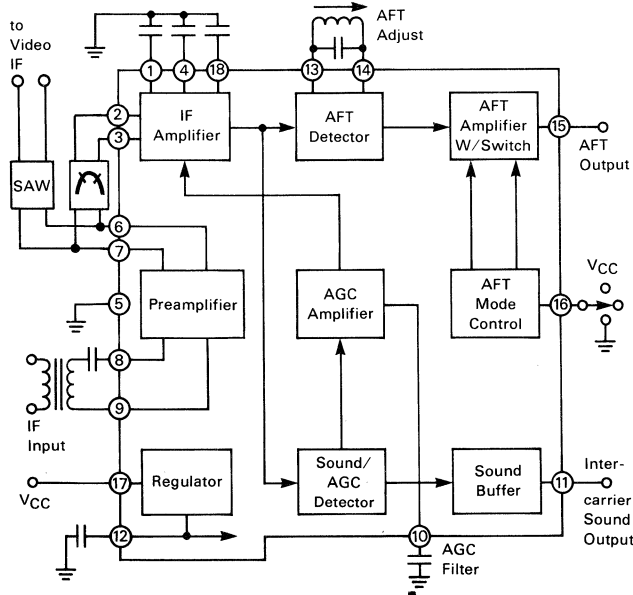 to
Video
IF
AFT
Adjust
1
4
18
13
14
2
3
IF
Amplifier
AFT
Detector
AFT
Amplifier
W/Switch
15
AFT
Output
SAW
6
7
5
Preamplifier
AGC
Amplifier
AFT
Mode
Control
16
VCC
8
9
IF
Input
17
VCC
Regulator
Sound/
AGC
Detector
Sound
Buffer
11
Inter-
carrier
Sound
Output
12
10
AGC
Filter